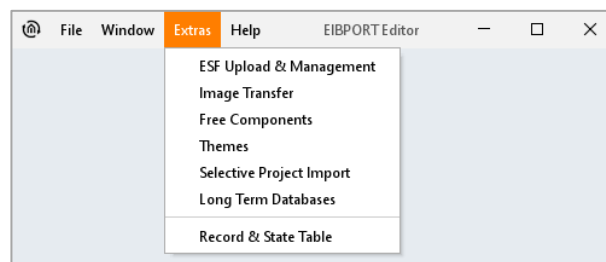 File Window Extras Help EIBPORT Editor
ESF Upload & Management
Image Transfer
Free Components
Themes
Selective Project Import
Long Term Databases
Record & State Table